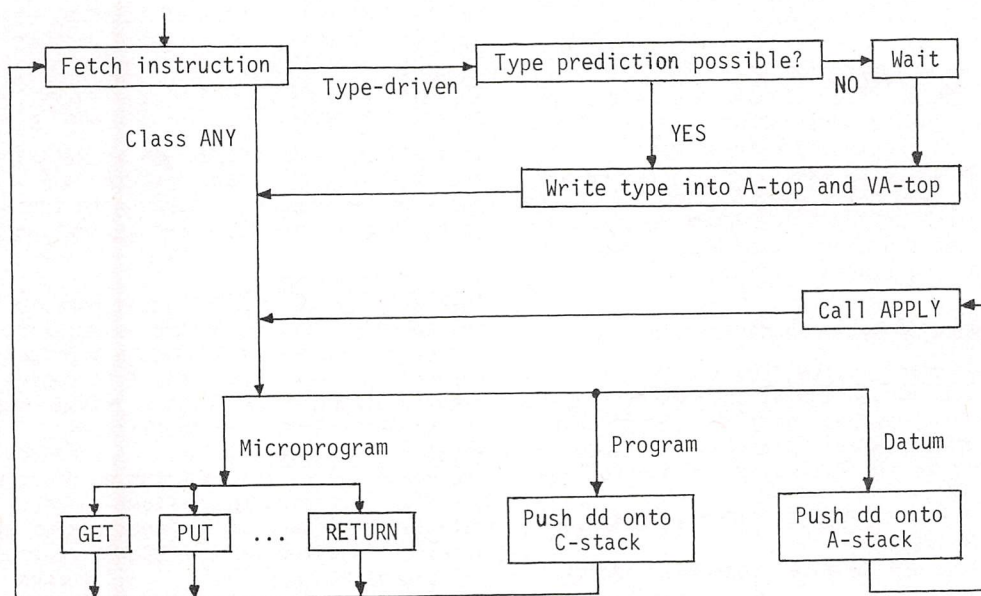 Fetch instruction
Type prediction possible?
Wait
Type-driven
NO
Class ANY
YES
Write type into A-top and VA-top
Call APPLY
Microprogram
Program
Datum
GET
PUT
...
RETURN
Push dd onto
C-stack
Push dd onto
A-stack